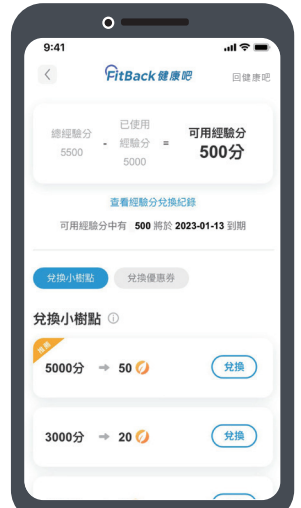 9:41
FitBack健康吧
回健康吧
總經驗分
5500
-
已使用
經驗分
5000
=
可用經驗分
500分
查看經驗分兌換紀錄
可用經驗分中有 500 將於 2023-01-13 到期
兌換小樹點
兌換優惠券
兌換小樹點
推薦
5000分 → 50
兌換
3000分 → 20
兌換